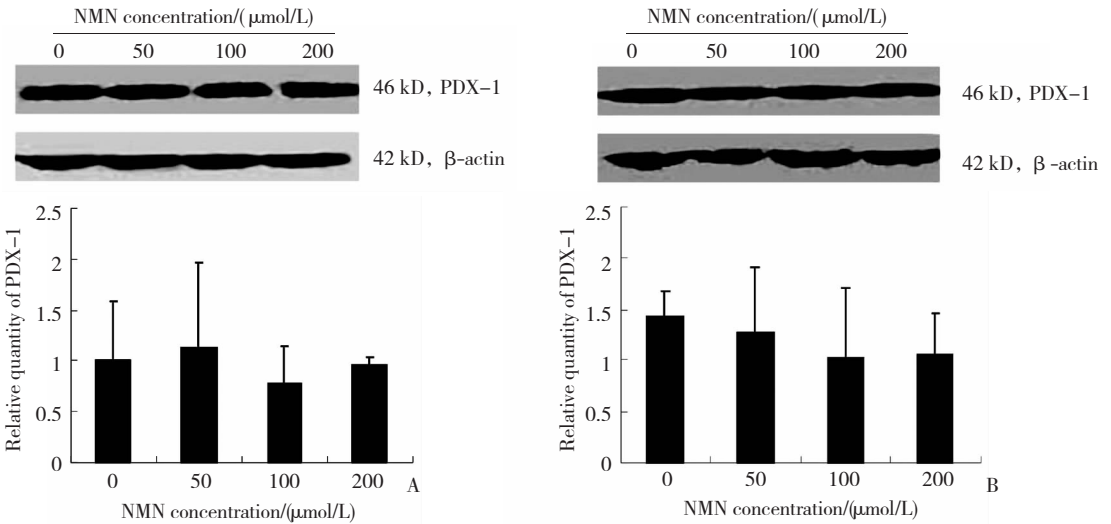 NMN concentration/(μmol/L)
0 50 100 200
46 kD, PDX-1
42 kD, β-actin
2.5
2
1.5
1
0.5
0
Relative quantity of PDX-1
0 50 100 200
NMN concentration/(μmol/L)
A
NMN concentration/(μmol/L)
0 50 100 200
46 kD, PDX-1
42 kD, β-actin
2.5
2
1.5
1
0.5
0
Relative quantity of PDX-1
0 50 100 200
NMN concentration/(μmol/L)
B